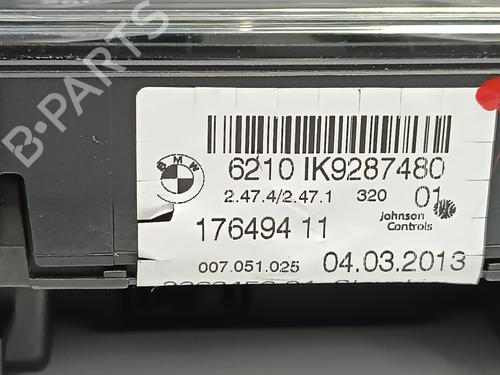 B-PARTS
BMW
6210 IK9287480
2.47.4/2.47.1 320 01
Johnson
Controls
17649411
007.051.025 04.03.2013